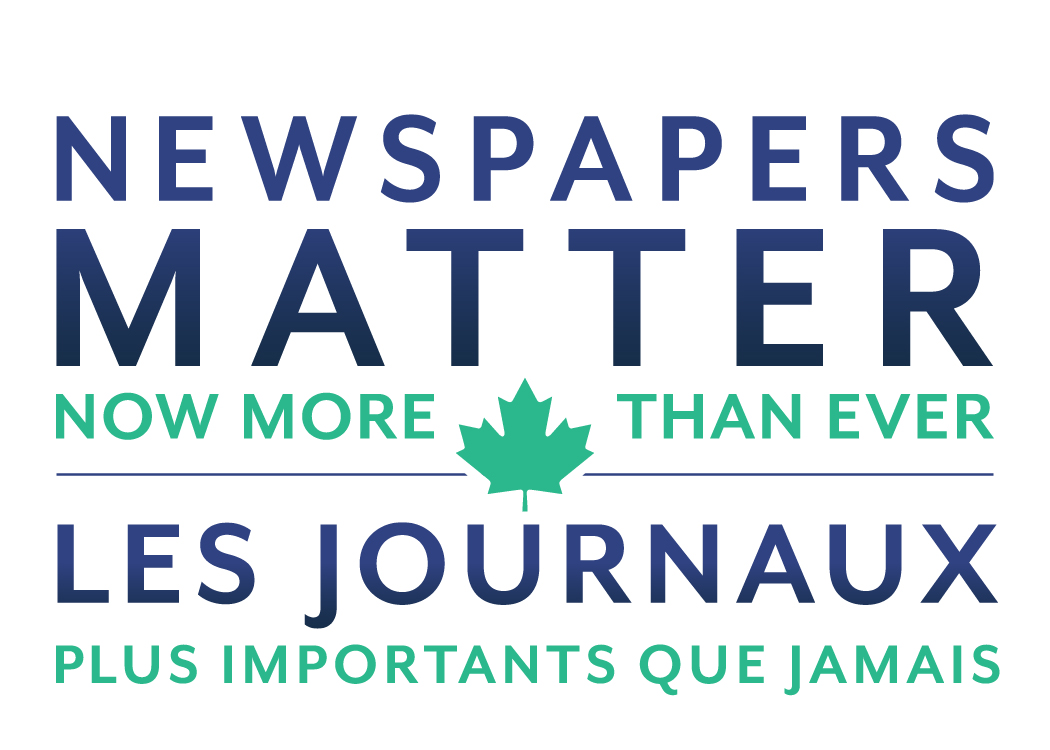 NEWSPAPERS
MATTER
NOW MORE THAN EVER
LES JOURNAUX
PLUS IMPORTANTS QUE JAMAIS